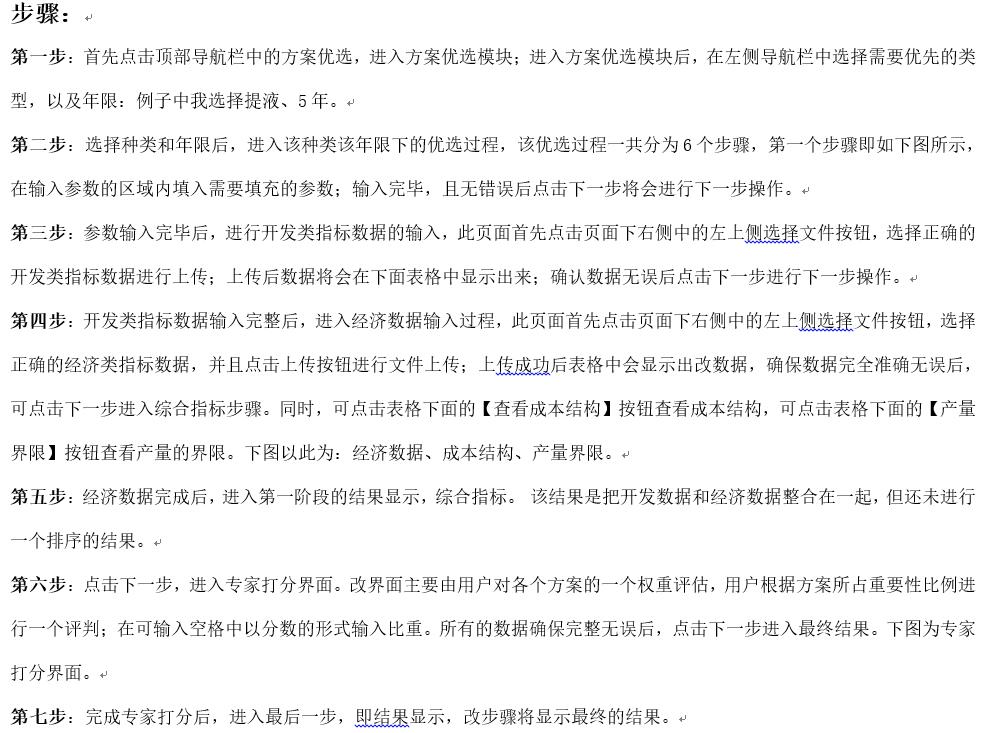 步骤：
第一步：首先点击顶部导航栏中的方案优选，进入方案优选模块；进入方案优选模块后，在左侧导航栏中选择需要优先的类
型，以及年限：例子中我选择提液、5 年。
第二步：选择种类和年限后，进入该种类该年限下的优选过程，该优选过程一共分为 6 个步骤，第一个步骤即如下图所示，
在输入参数的区域内填入需要填充的参数；输入完毕，且无错误后点击下一步将会进行下一步操作。
第三步：参数输入完毕后，进行开发类指标数据的输入，此页面首先点击页面下右侧中的左上侧选择文件按钮，选择正确的
开发类指标数据进行上传；上传后数据将会在下面表格中显示出来；确认数据无误后点击下一步进行下一步操作。
第四步：开发类指标数据输入完整后，进入经济数据输入过程，此页面首先点击页面下右侧中的左上侧选择文件按钮，选择
正确的经济类指标数据，并且点击上传按钮进行文件上传；上传成功后表格中会显示出改数据，确保数据完全准确无误后，
可点击下一步进入综合指标步骤。同时，可点击表格下面的【查看成本结构】按钮查看成本结构，可点击表格下面的【产量
界限】按钮查看产量的界限。下图以此为：经济数据、成本结构、产量界限。
第五步：经济数据完成后，进入第一阶段的结果显示，综合指标。 该结果是把开发数据和经济数据整合在一起，但还未进行
一个排序的结果。
第六步：点击下一步，进入专家打分界面。改界面主要由用户对各个方案的一个权重评估，用户根据方案所占重要性比例进
行一个评判；在可输入空格中以分数的形式输入比重。所有的数据确保完整无误后，点击下一步进入最终结果。下图为专家
打分界面。
第七步：完成专家打分后，进入最后一步，即结果显示，改步骤将显示最终的结果。